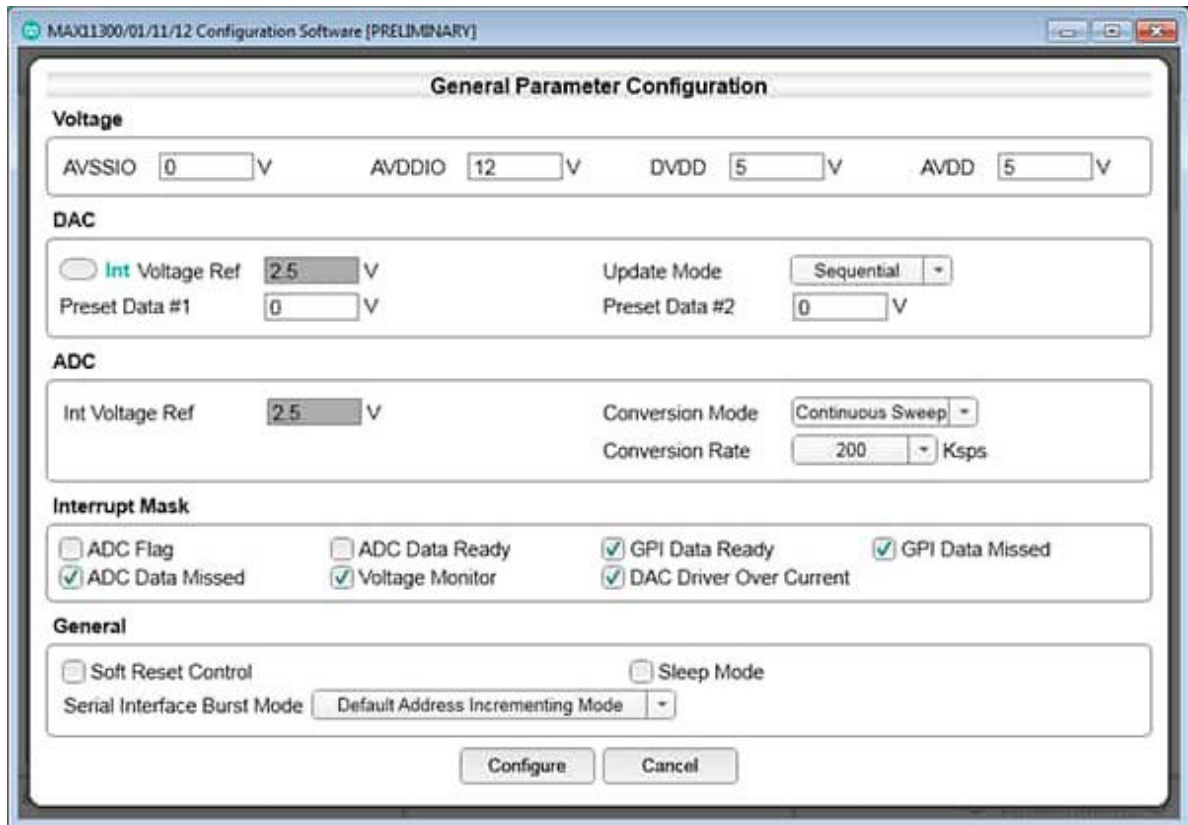 MAX11300/01/11/12 Configuration Software [PRELIMINARY]
General Parameter Configuration
Voltage
AVSSIO 0 V AVDDIO 12 V DVDD 5 V AVDD 5 V
DAC
Int Voltage Ref 2.5 V Update Mode Sequential
Preset Data #1 0 V Preset Data #2 0 V
ADC
Int Voltage Ref 2.5 V Conversion Mode Continuous Sweep
Conversion Rate 200 Ksps
Interrupt Mask
ADC Flag ADC Data Ready GPI Data Ready GPI Data Missed
ADC Data Missed Voltage Monitor DAC Driver Over Current
General
Soft Reset Control Sleep Mode
Serial Interface Burst Mode Default Address Incrementing Mode
Configure Cancel